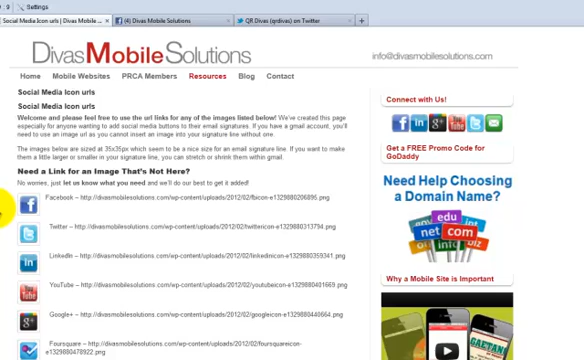 : 9 Settings
Social Media Icon urls | Divas Mobile ... ×
(4) Divas Mobile Solutions ×
QR Divas (qrdivas) on Twitter ×
+
DivasMobileSolutions
info@divasmobilesolutions.com
Home Mobile Websites PRCA Members Resources Blog Contact
Social Media Icon urls
Social Media Icon urls
Welcome and please feel free to use the url links for any of the images listed below! We've created this page
especially for anyone wanting to add social media buttons to their email signatures. If you have a gmail account, you'll
need to use an image url as you cannot insert an image into your signature line without one.
The images below are sized at 35x35px which seem to be a nice size for an email signature line. If you want to make
them a little larger or smaller in your signature line, you can stretch or shrink them within gmail.
Need a Link for an Image That's Not Here?
No worries, just let us know what you need and we'll do our best to get it added!
Facebook – http://divasmobilesolutions.com/wp-content/uploads/2012/02/fbicon-e1329880206895.png
Twitter – http://divasmobilesolutions.com/wp-content/uploads/2012/02/twittericon-e1329880313794.png
LinkedIn – http://divasmobilesolutions.com/wp-content/uploads/2012/02/linkedinicon-e1329880359341.png
YouTube – http://divasmobilesolutions.com/wp-content/uploads/2012/02/youtubeicon-e1329880401669.png
Google+ – http://divasmobilesolutions.com/wp-content/uploads/2012/02/googleicon-e1329880440664.png
Foursquare – http://divasmobilesolutions.com/wp-content/uploads/2012/02/foursquareicon-
e1329880478922.png
Connect with Us!
Get a FREE Promo Code for
GoDaddy
Need Help Choosing
a Domain Name?
edu
net com
info biz
Why a Mobile Site is Important
GAETANO